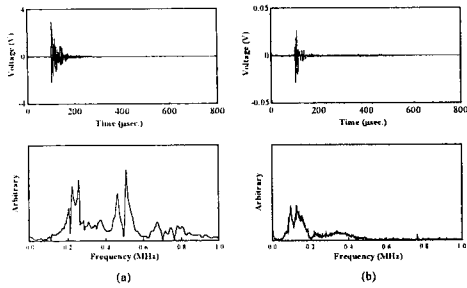 4
Voltage (V)
0
-4
0
200
400
600
800
Time (μsec.)
0.05
Voltage (V)
0
-0.05
0
200
400
600
800
Time (μsec.)
Arbitrary
0.0
0.2
0.4
0.6
0.8
1.0
Frequency (MHz)
(a)
Arbitrary
0.0
0.2
0.4
0.6
0.8
1.0
Frequency (MHz)
(b)